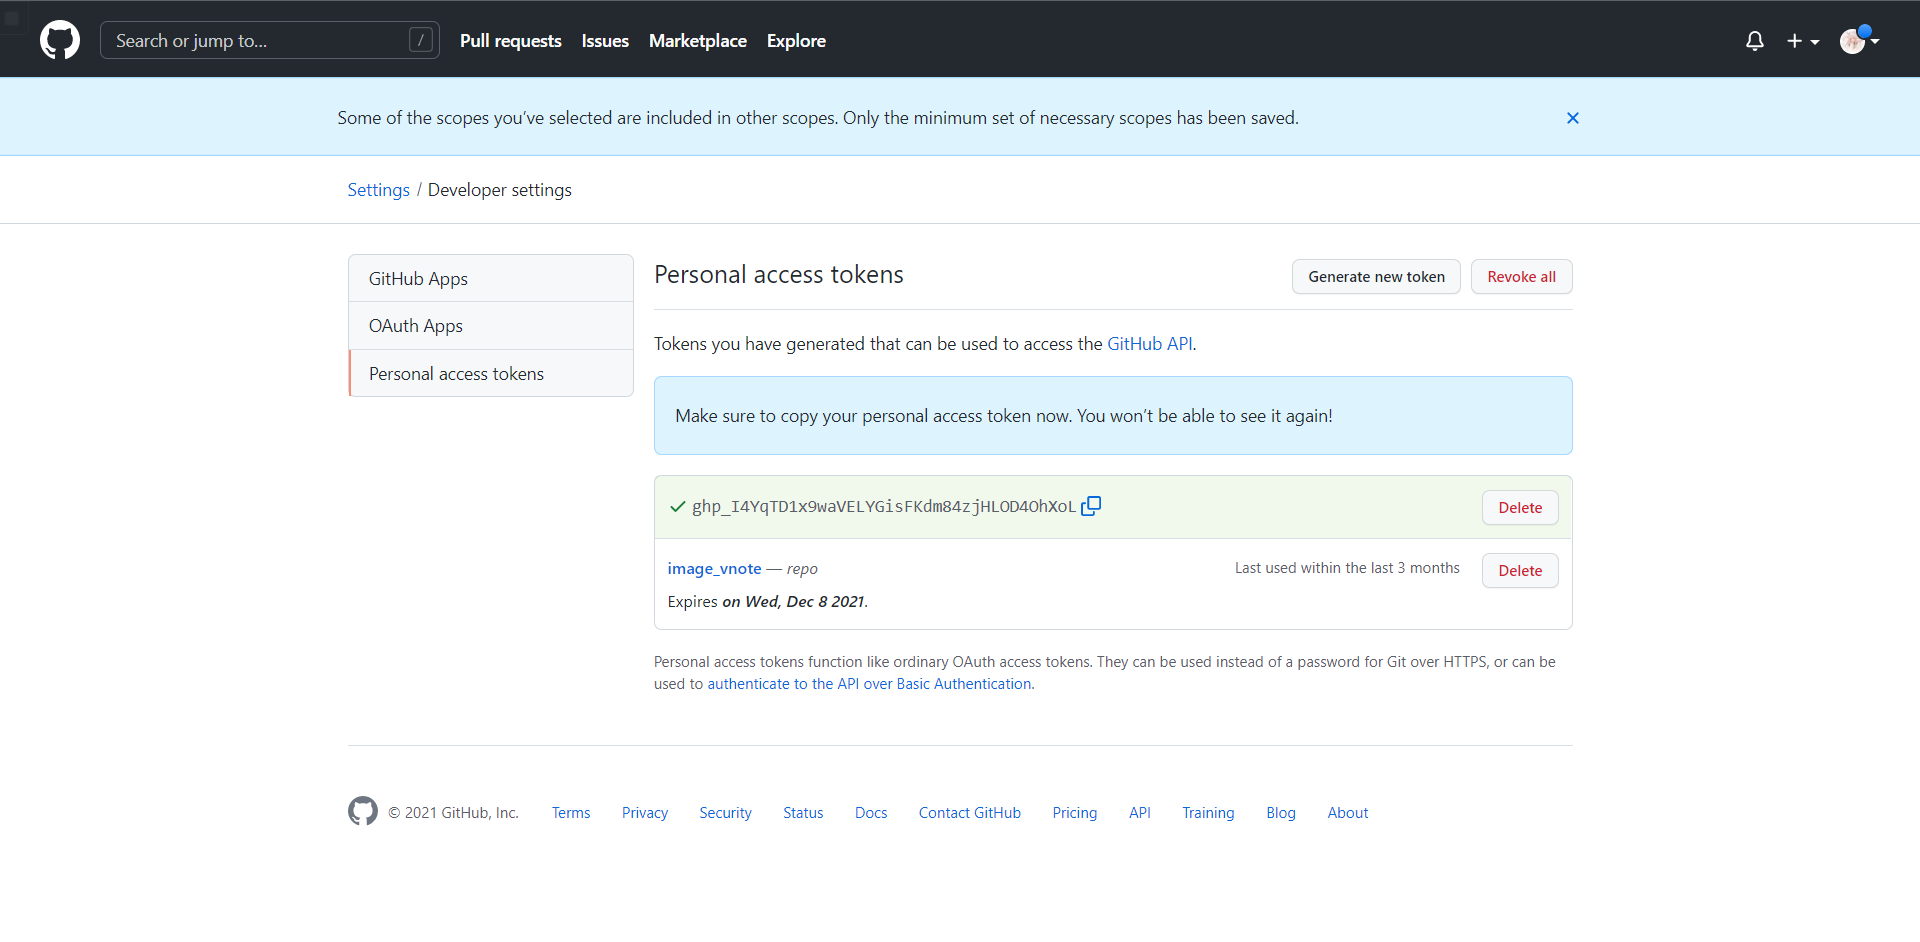 Search or jump to... /
Pull requests Issues Marketplace Explore
Some of the scopes you’ve selected are included in other scopes. Only the minimum set of necessary scopes has been saved.
Settings / Developer settings
GitHub Apps
OAuth Apps
Personal access tokens
Personal access tokens
Generate new token
Revoke all
Tokens you have generated that can be used to access the GitHub API.
Make sure to copy your personal access token now. You won’t be able to see it again!
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
Delete
image_vnote — repo
Last used within the last 3 months
Delete
Expires on Wed, Dec 8 2021.
Personal access tokens function like ordinary OAuth access tokens. They can be used instead of a password for Git over HTTPS, or can be
used to authenticate to the API over Basic Authentication.
© 2021 GitHub, Inc. Terms Privacy Security Status Docs Contact GitHub Pricing API Training Blog About